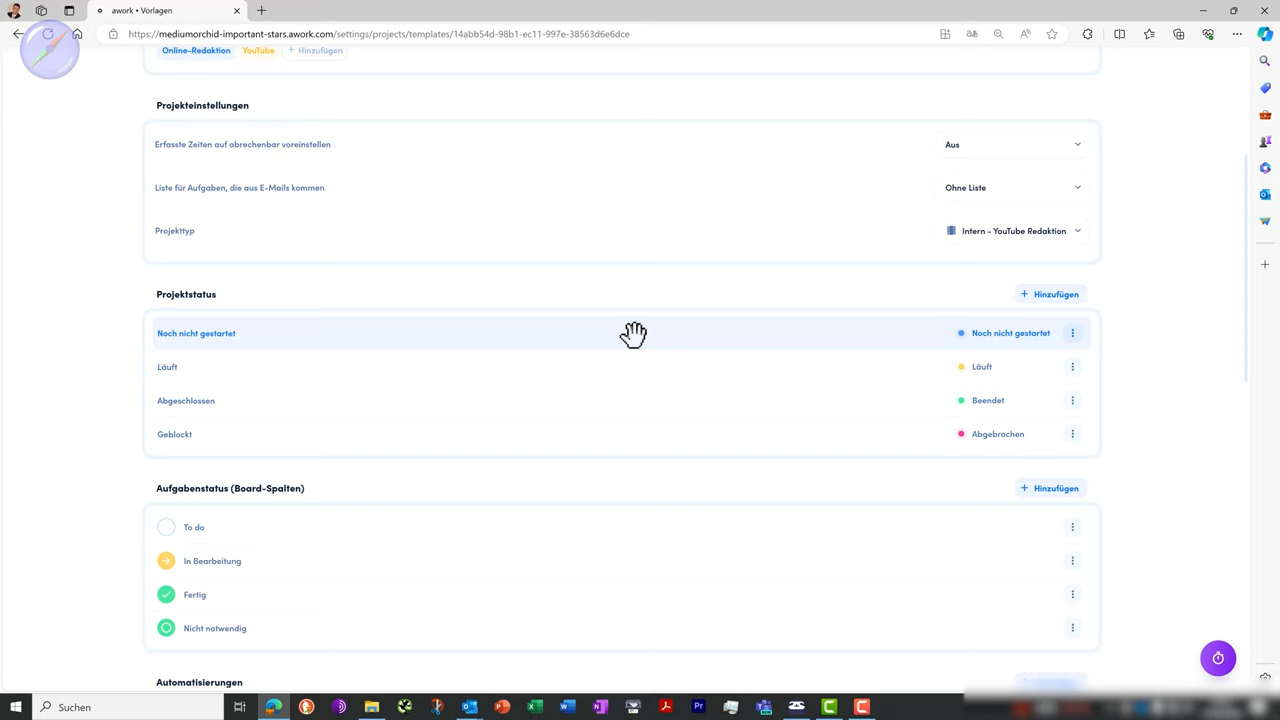 awork • Vorlagen
https://mediumorchid-important-stars.awork.com/settings/projects/templates/14abb54d-98b1-ec11-997e-38563d6e6dce
Online-Redaktion YouTube + Hinzufügen
Projekteinstellungen
Erfasste Zeiten auf abrechenbar voreinstellen Aus
Liste für Aufgaben, die aus E-Mails kommen Ohne Liste
Projekttyp Intern - YouTube Redaktion
Projektstatus + Hinzufügen
Noch nicht gestartet Noch nicht gestartet
Läuft Läuft
Abgeschlossen Beendet
Geblockt Abgebrochen
Aufgabenstatus (Board-Spalten) + Hinzufügen
To do
In Bearbeitung
Fertig
Nicht notwendig
Automatisierungen
Suchen